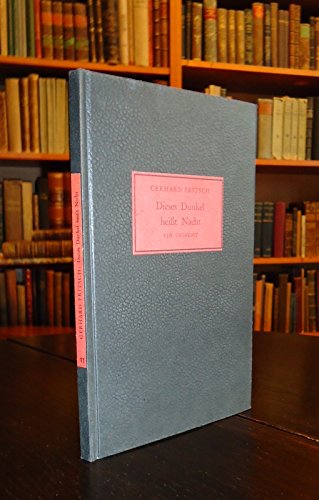 GERHARD FRITSCH
Dieses Dunkel
heißt Nacht
EIN GEDICHT
GERHARD FRITSCH: Dieses Dunkel heißt Nacht